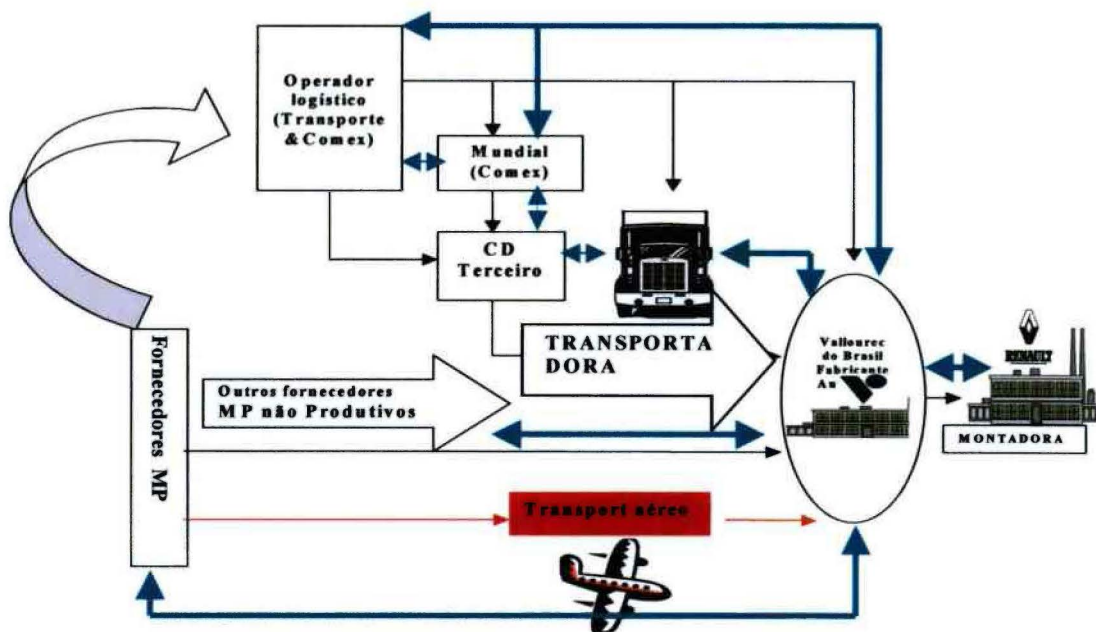 Operador
logístico
(Transporte
&Comex)
Mundial
(Comex)
CD
Terceiro
TRANSPORTA
DORA
Outros fornecedores
MP não Produtivos
Fornecedores MP
Transport aéreo
Vallourec
do Brasil
Fabricante
Au
RENAULT
MONTADORA